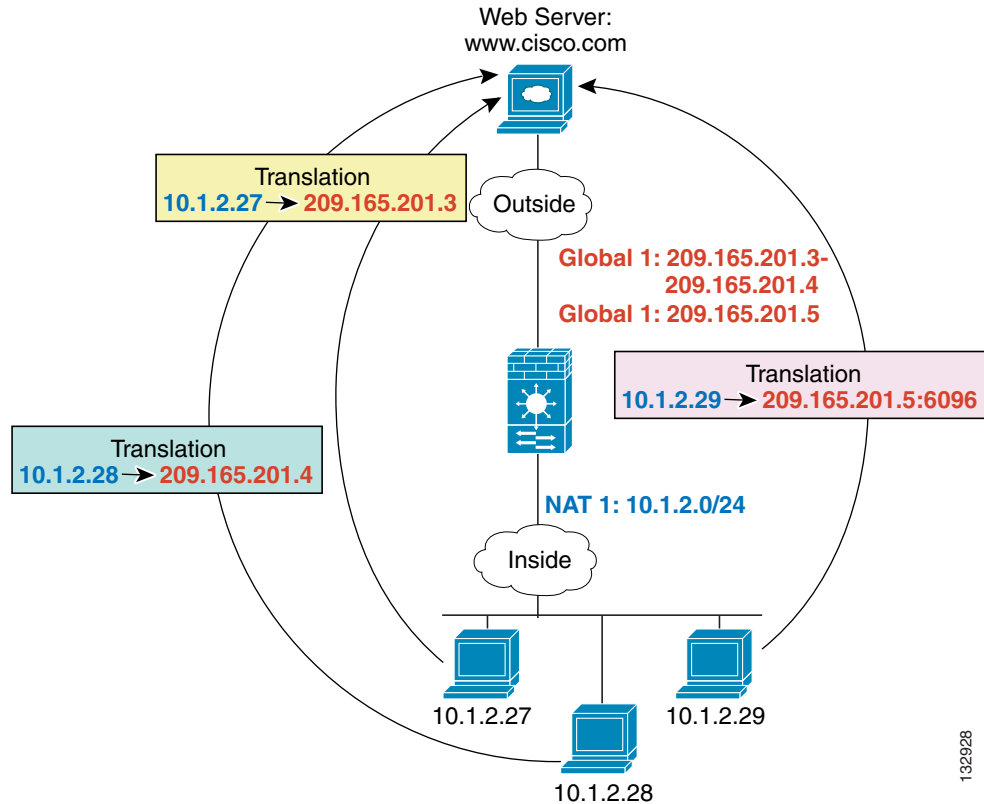 Web Server:
www.cisco.com
Translation
10.1.2.27 209.165.201.3
Outside
Global 1: 209.165.201.3-
209.165.201.4
Global 1: 209.165.201.5
Translation
10.1.2.29 209.165.201.5:6096
Translation
10.1.2.28 209.165.201.4
NAT 1: 10.1.2.0/24
Inside
10.1.2.27
10.1.2.29
10.1.2.28
132928